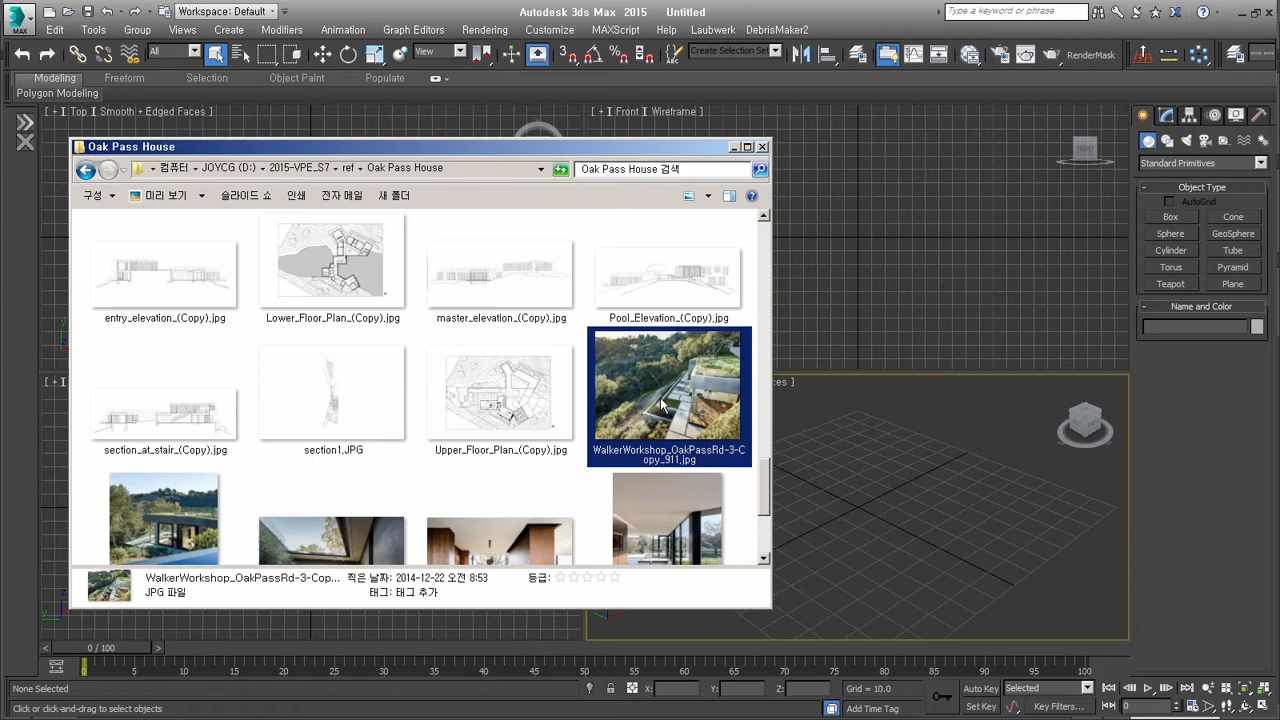 Workspace: Default
Autodesk 3ds Max 2015 Untitled
Type a keyword or phrase
MAX
Edit Tools Group Views Create Modifiers Animation Graph Editors Rendering Customize MAXScript Help Laubwerk DebrisMaker2
All
View
Create Selection Set
RenderMask
Modeling Freeform Selection Object Paint Populate
Polygon Modeling
[ + ] Top ] Smooth + Edged Faces ]
[ + ] Front ] Wireframe ]
Oak Pass House
컴퓨터 JOYCG (D:) 2015-VPE_S7 ref Oak Pass House
Oak Pass House 검색
구성 미리 보기 슬라이드 쇼 인쇄 전자 메일 새 폴더
entry_elevation_(Copy).jpg
Lower_Floor_Plan_(Copy).jpg
master_elevation_(Copy).jpg
Pool_Elevation_(Copy).jpg
section_at_stair_(Copy).jpg
section1.JPG
Upper_Floor_Plan_(Copy).jpg
WalkerWorkshop_OakPassRd-3-C
opy_911.jpg
WalkerWorkshop_OakPassRd-3-Cop... 찍은 날짜: 2014-12-22 오전 8:53 등급:
JPG 파일 태그: 태그 추가
Standard Primitives
Object Type
AutoGrid
Box Cone
Sphere GeoSphere
Cylinder Tube
Torus Pyramid
Teapot Plane
Name and Color
0 / 100
0 5 10 15 20 25 30 35 40 45 50 55 60 65 70 75 80 85 90 95 100
None Selected
X: Y: Z: Grid = 10.0
Auto Key Selected
Click or drag to select objects
Add Time Tag
Set Key Key Filters... 0